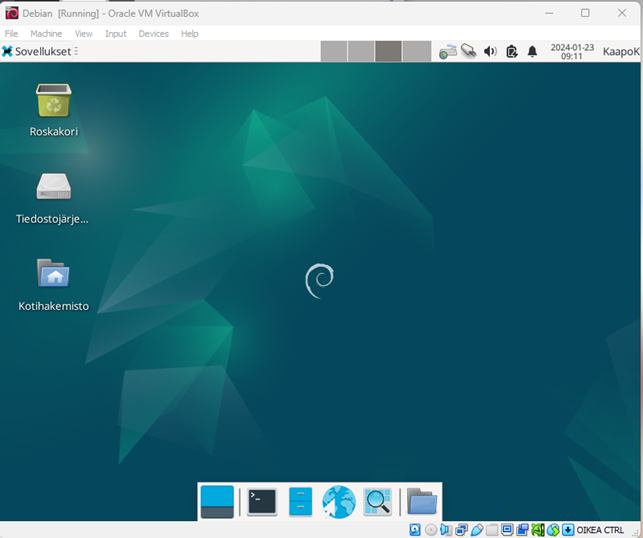 Debian [Running] - Oracle VM VirtualBox
File Machine View Input Devices Help
Sovellukset
2024-01-23
09:11
KaapoK
Roskakori
Tiedostojärje...
Kotihakemisto
>_
OIKEA CTRL